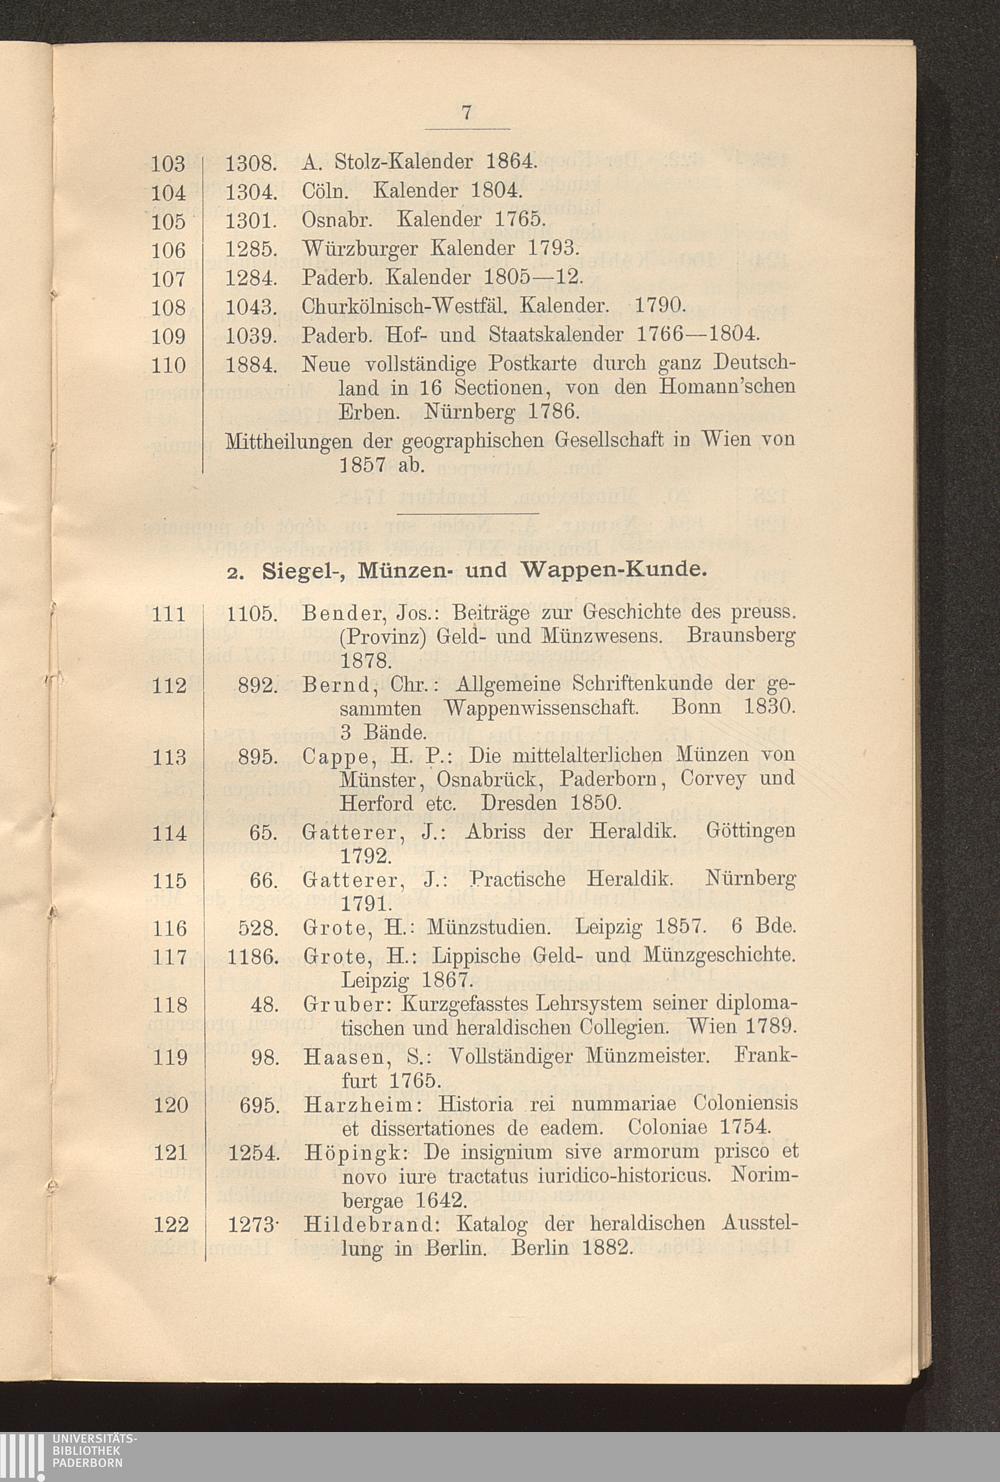 7
103 1308. A. Stolz-Kalender 1864.
104 1304. Cöln. Kalender 1804.
105 1301. Osnabr. Kalender 1765.
106 1285. Würzburger Kalender 1793.
107 1284. Paderb. Kalender 1805—12.
108 1043. Churkölnisch-Westfäl. Kalender. 1790.
109 1039. Paderb. Hof- und Staatskalender 1766—1804.
110 1884. Neue vollständige Postkarte durch ganz Deutsch-
land in 16 Sectionen, von den Homann'schen
Erben. Nürnberg 1786.
Mittheilungen der geographischen Gesellschaft in Wien von
1857 ab.
2. Siegel-, Münzen- und Wappen-Kunde.
111 1105. Bender, Jos.: Beiträge zur Geschichte des preuss.
(Provinz) Geld- und Münzwesens. Braunsberg
1878.
112 892. Bernd, Chr.: Allgemeine Schriftenkunde der ge-
sammten Wappenwissenschaft. Bonn 1830.
3 Bände.
113 895. Cappe, H. P.: Die mittelalterlichen Münzen von
Münster, Osnabrück, Paderborn, Corvey und
Herford etc. Dresden 1850.
114 65. Gatterer, J.: Abriss der Heraldik. Göttingen
1792.
115 66. Gatterer, J.: Practische Heraldik. Nürnberg
1791.
116 528. Grote, H.: Münzstudien. Leipzig 1857. 6 Bde.
117 1186. Grote, H.: Lippische Geld- und Münzgeschichte.
Leipzig 1867.
118 48. Gruber: Kurzgefasstes Lehrsystem seiner diploma-
tischen und heraldischen Collegien. Wien 1789.
119 98. Haasen, S.: Vollständiger Münzmeister. Frank-
furt 1765.
120 695. Harzheim: Historia rei nummariae Coloniensis
et dissertationes de eadem. Coloniae 1754.
121 1254. Höpingk: De insignium sive armorum prisco et
novo iure tractatus iuridico-historicus. Norim-
bergae 1642.
122 1273· Hildebrand: Katalog der heraldischen Ausstel-
lung in Berlin. Berlin 1882.
UNIVERSITÄTS-
BIBLIOTHEK
PADERBORN